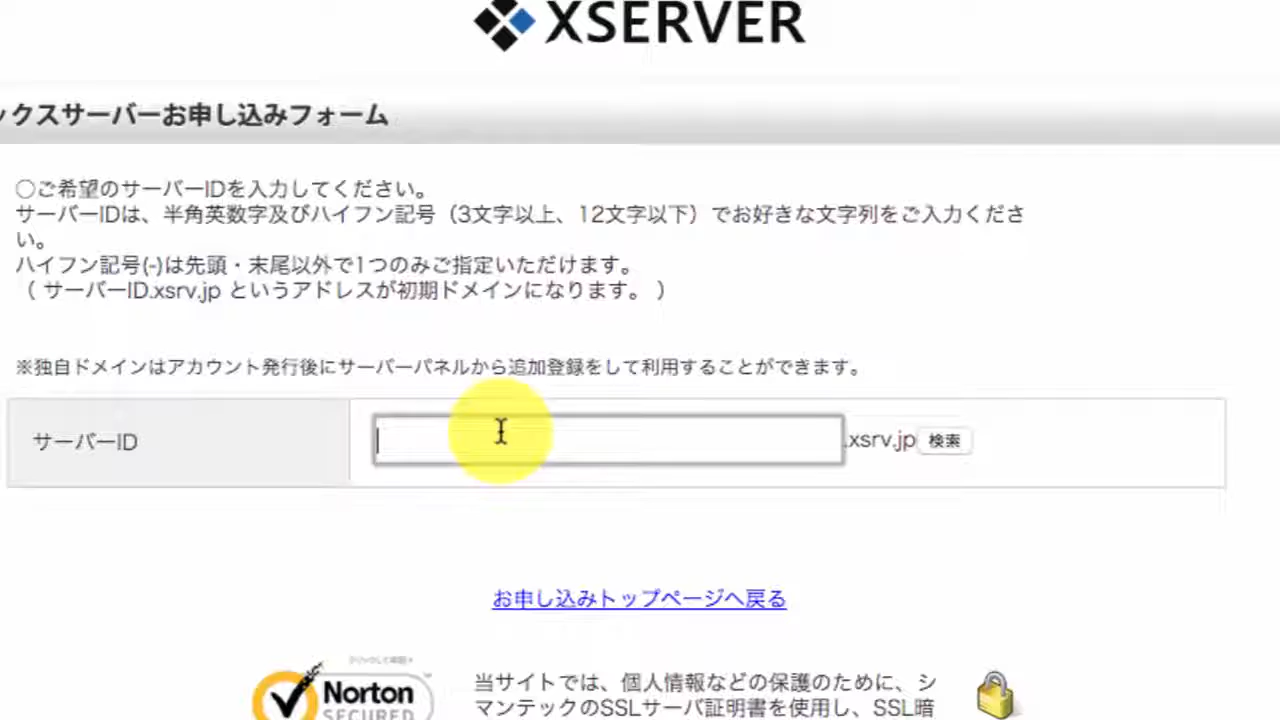 XSERVER
ックスサーバーお申し込みフォーム
〇ご希望のサーバーIDを入力してください。
サーバーIDは、半角英数字及びハイフン記号（3文字以上、12文字以下）でお好きな文字列をご入力くださ
い。
ハイフン記号(-)は先頭・末尾以外で1つのみご指定いただけます。
（ サーバーID.xsrv.jp というアドレスが初期ドメインになります。 ）
※独自ドメインはアカウント発行後にサーバーパネルから追加登録をして利用することができます。
サーバーID .xsrv.jp 検索
お申し込みトップページへ戻る
Norton
SECURED
当サイトでは、個人情報などの保護のために、シ
マンテックのSSLサーバ証明書を使用し、SSL暗